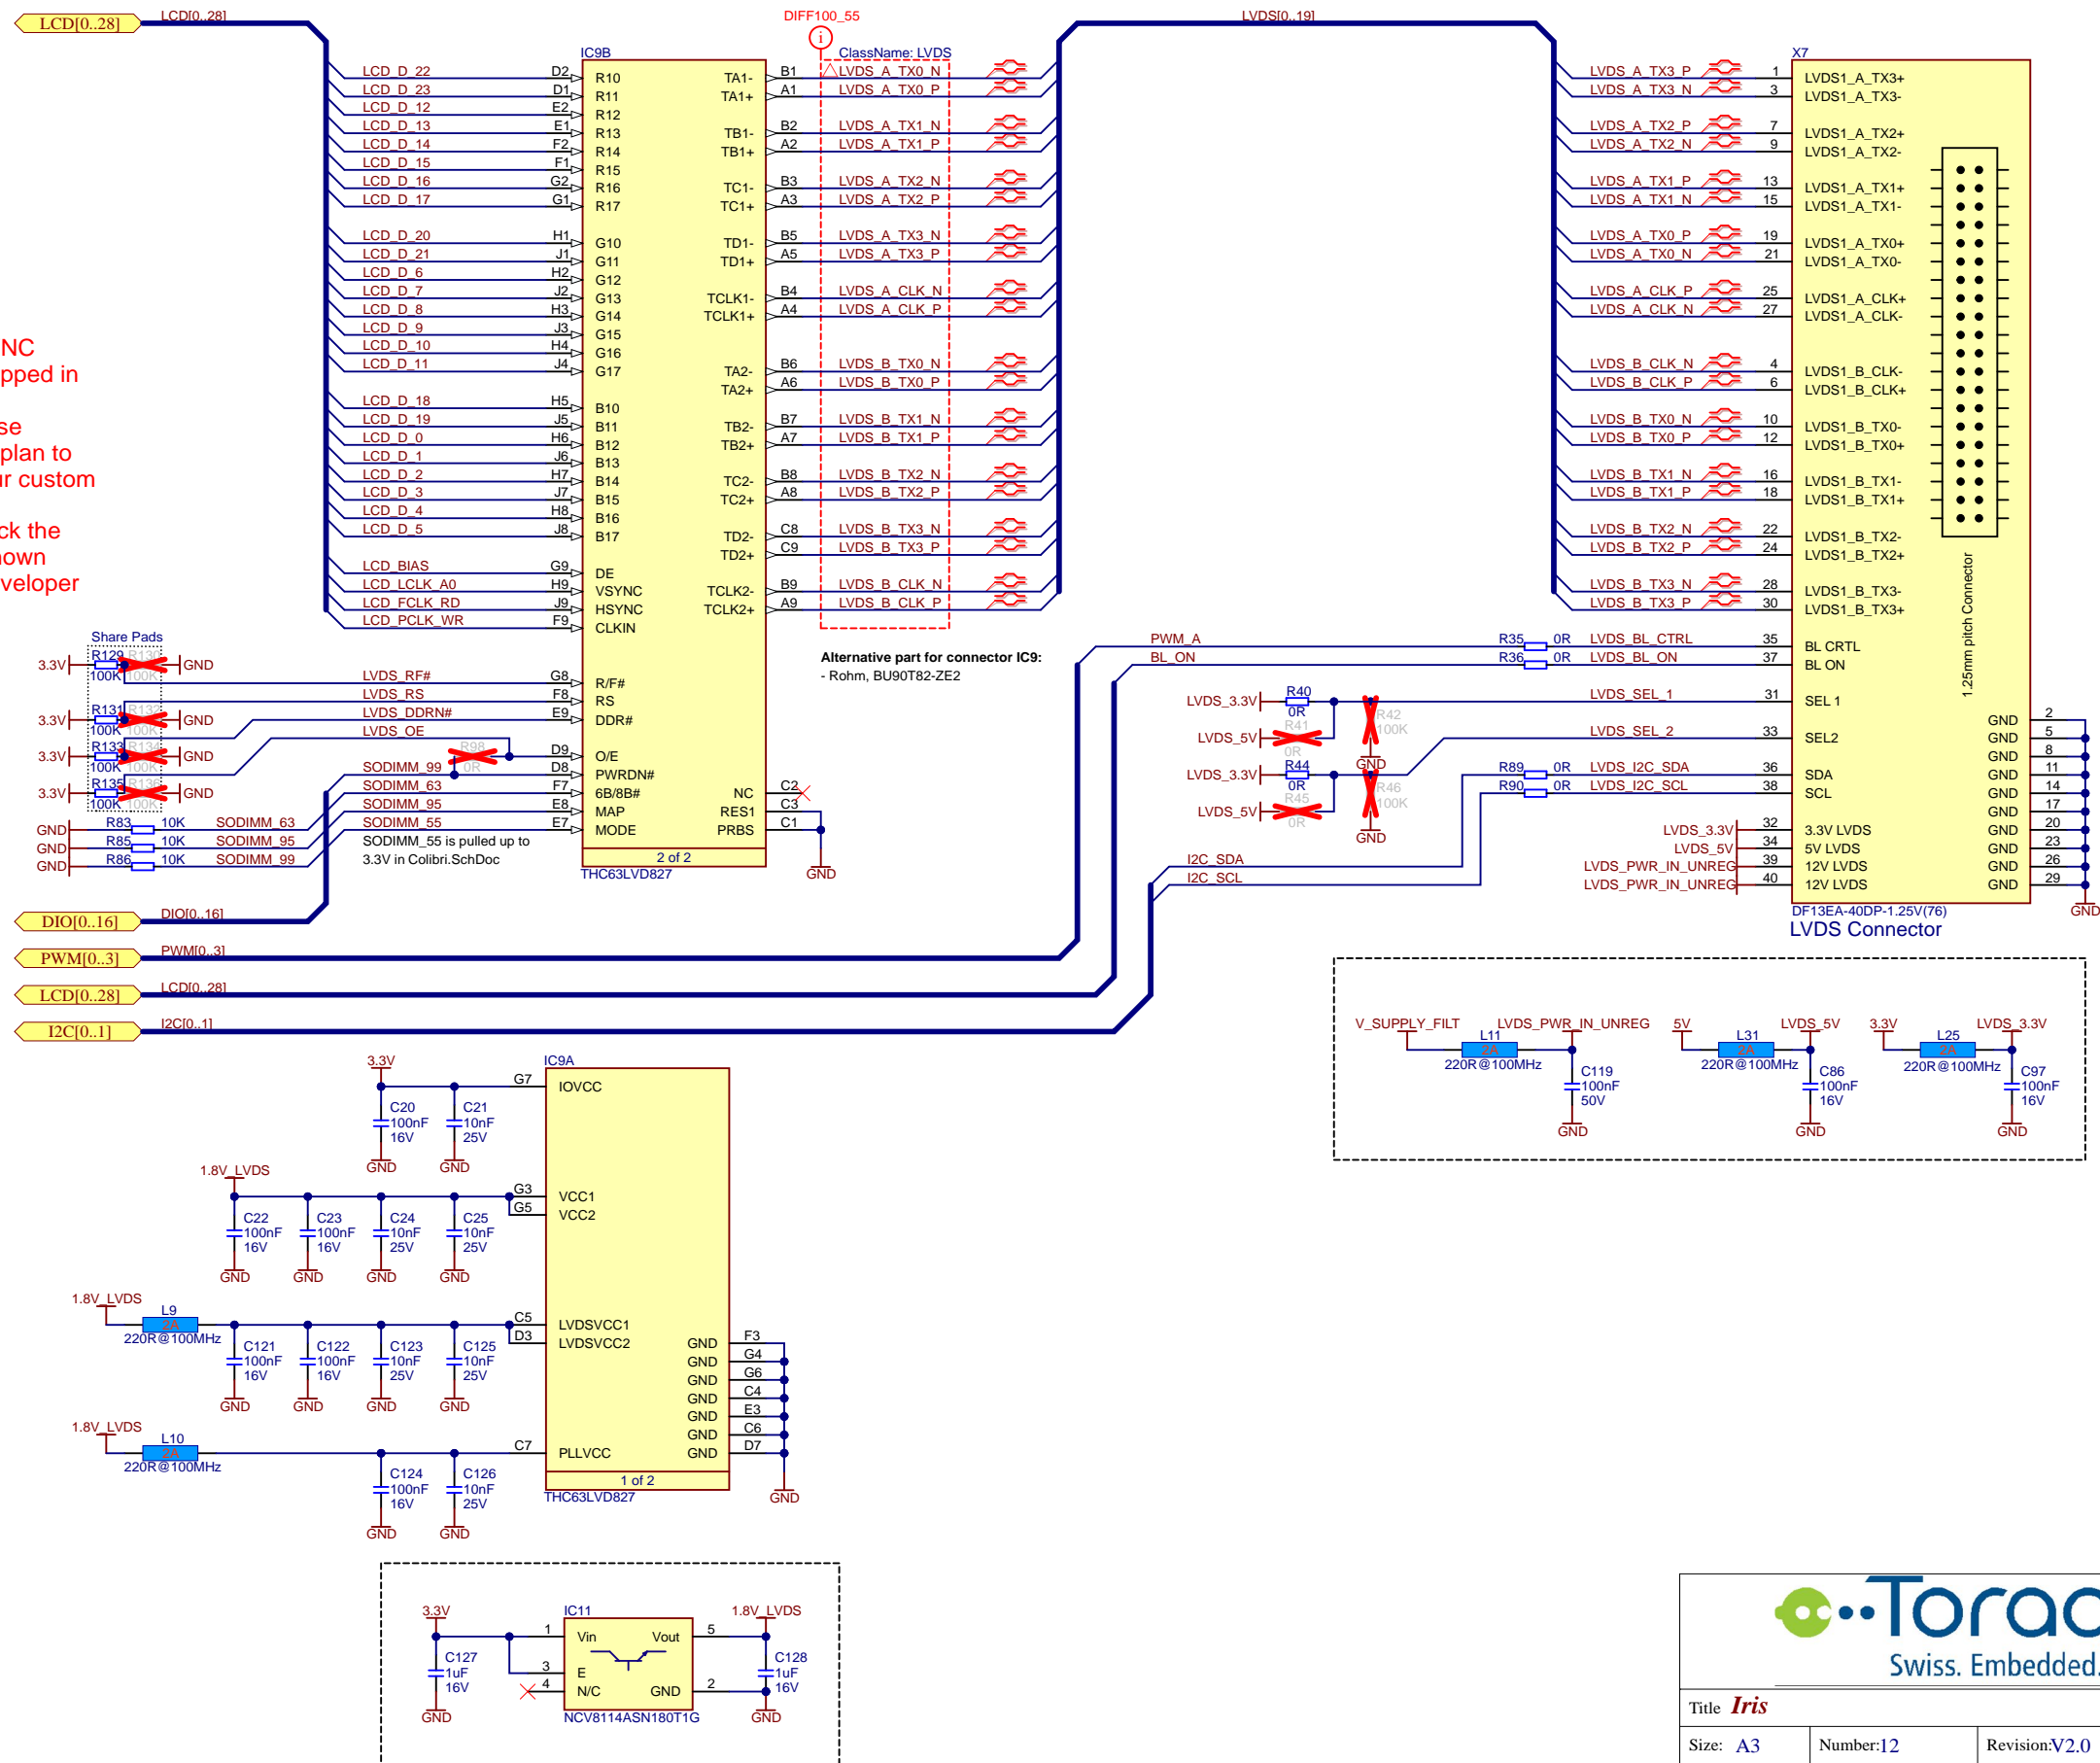 LCD[0..28]
LCD[0..28]
DIFF100_55
i
ClassName: LVDS
LVDS[0..19]
NC
pped in
se
plan to
ur custom
ck the
nown
eveloper
IC9B
LCD_D_22 D2 R10 TA1- B1 LVDS_A_TX0_N
LCD_D_23 D1 R11 TA1+ A1 LVDS_A_TX0_P
LCD_D_12 E2 R12
LCD_D_13 E1 R13 TB1- B2 LVDS_A_TX1_N
LCD_D_14 F2 R14 TB1+ A2 LVDS_A_TX1_P
LCD_D_15 F1 R15
LCD_D_16 G2 R16 TC1- B3 LVDS_A_TX2_N
LCD_D_17 G1 R17 TC1+ A3 LVDS_A_TX2_P
LCD_D_20 H1 G10 TD1- B5 LVDS_A_TX3_N
LCD_D_21 J1 G11 TD1+ A5 LVDS_A_TX3_P
LCD_D_6 H2 G12
LCD_D_7 J2 G13 TCLK1- B4 LVDS_A_CLK_N
LCD_D_8 H3 G14 TCLK1+ A4 LVDS_A_CLK_P
LCD_D_9 J3 G15
LCD_D_10 H4 G16
LCD_D_11 J4 G17 TA2- B6 LVDS_B_TX0_N
TA2+ A6 LVDS_B_TX0_P
LCD_D_18 H5 B10
LCD_D_19 J5 B11 TB2- B7 LVDS_B_TX1_N
LCD_D_0 H6 B12 TB2+ A7 LVDS_B_TX1_P
LCD_D_1 J6 B13
LCD_D_2 H7 B14 TC2- B8 LVDS_B_TX2_N
LCD_D_3 J7 B15 TC2+ A8 LVDS_B_TX2_P
LCD_D_4 H8 B16
LCD_D_5 J8 B17 TD2- C8 LVDS_B_TX3_N
TD2+ C9 LVDS_B_TX3_P
LCD_BIAS G9 DE
LCD_LCLK_A0 H9 VSYNC TCLK2- B9 LVDS_B_CLK_N
LCD_FCLK_RD J9 HSYNC TCLK2+ A9 LVDS_B_CLK_P
LCD_PCLK_WR F9 CLKIN
Share Pads
3.3V R129 100K R130 100K GND
LVDS_RF# G8 R/F#
LVDS_RS F8 RS
3.3V R131 100K R132 100K GND
LVDS_DDRN# E9 DDR#
LVDS_OE
3.3V R133 100K R134 100K GND
R98 0R D9 O/E
SODIMM_99 D8 PWRDN#
3.3V R135 100K R136 100K GND
SODIMM_63 F7 6B/8B# NC C2
SODIMM_95 E8 MAP RES1 C3
SODIMM_55 E7 MODE PRBS C1
GND R83 10K SODIMM_63
GND R85 10K SODIMM_95
GND R86 10K SODIMM_99
SODIMM_55 is pulled up to
3.3V in Colibri.SchDoc
2 of 2
THC63LVD827
GND
Alternative part for connector IC9:
- Rohm, BU90T82-ZE2
X7
LVDS_A_TX3_P 1 LVDS1_A_TX3+
LVDS_A_TX3_N 3 LVDS1_A_TX3-
LVDS_A_TX2_P 7 LVDS1_A_TX2+
LVDS_A_TX2_N 9 LVDS1_A_TX2-
LVDS_A_TX1_P 13 LVDS1_A_TX1+
LVDS_A_TX1_N 15 LVDS1_A_TX1-
LVDS_A_TX0_P 19 LVDS1_A_TX0+
LVDS_A_TX0_N 21 LVDS1_A_TX0-
LVDS_A_CLK_P 25 LVDS1_A_CLK+
LVDS_A_CLK_N 27 LVDS1_A_CLK-
LVDS_B_CLK_N 4 LVDS1_B_CLK-
LVDS_B_CLK_P 6 LVDS1_B_CLK+
LVDS_B_TX0_N 10 LVDS1_B_TX0-
LVDS_B_TX0_P 12 LVDS1_B_TX0+
LVDS_B_TX1_N 16 LVDS1_B_TX1-
LVDS_B_TX1_P 18 LVDS1_B_TX1+
LVDS_B_TX2_N 22 LVDS1_B_TX2-
LVDS_B_TX2_P 24 LVDS1_B_TX2+
LVDS_B_TX3_N 28 LVDS1_B_TX3-
LVDS_B_TX3_P 30 LVDS1_B_TX3+
1.25mm pitch Connector
PWM_A R35 0R LVDS_BL_CTRL 35 BL CRTL
BL_ON R36 0R LVDS_BL_ON 37 BL ON
LVDS_3.3V R40 0R LVDS_SEL_1 31 SEL 1
LVDS_5V R41 0R R42 100K GND
LVDS_SEL_2 33 SEL2
LVDS_3.3V R44 0R
LVDS_5V R45 0R R46 100K GND
R89 0R LVDS_I2C_SDA 36 SDA
R90 0R LVDS_I2C_SCL 38 SCL
I2C_SDA
I2C_SCL
LVDS_3.3V 32 3.3V LVDS
LVDS_5V 34 5V LVDS
LVDS_PWR_IN_UNREG 39 12V LVDS
LVDS_PWR_IN_UNREG 40 12V LVDS
GND 2
GND 5
GND 8
GND 11
GND 14
GND 17
GND 20
GND 23
GND 26
GND 29
GND
DF13EA-40DP-1.25V(76)
LVDS Connector
DIO[0..16] DIO[0..16]
PWM[0..3] PWM[0..3]
LCD[0..28] LCD[0..28]
I2C[0..1] I2C[0..1]
V_SUPPLY_FILT L11 2A 220R@100MHz LVDS_PWR_IN_UNREG C119 100nF 50V GND
5V L31 2A 220R@100MHz LVDS_5V C86 100nF 16V GND
3.3V L25 2A 220R@100MHz LVDS_3.3V C97 100nF 16V GND
IC9A
3.3V G7 IOVCC
C20 100nF 16V GND
C21 10nF 25V GND
1.8V_LVDS G3 VCC1
G5 VCC2
C22 100nF 16V GND
C23 100nF 16V GND
C24 10nF 25V GND
C25 10nF 25V GND
1.8V_LVDS L9 2A 220R@100MHz C5 LVDSVCC1
D3 LVDSVCC2
C121 100nF 16V GND
C122 100nF 16V GND
C123 10nF 25V GND
C125 10nF 25V GND
1.8V_LVDS L10 2A 220R@100MHz C7 PLLVCC
C124 100nF 16V GND
C126 10nF 25V GND
GND F3
GND G4
GND G6
GND C4
GND E3
GND C6
GND D7
GND
1 of 2
THC63LVD827
3.3V IC11 1.8V_LVDS
1 Vin Vout 5
3 E
4 N/C GND 2
C127 1uF 16V GND
C128 1uF 16V GND
NCV8114ASN180T1G
Torad
Swiss. Embedded.
Title Iris
Size: A3 Number:12 Revision:V2.0